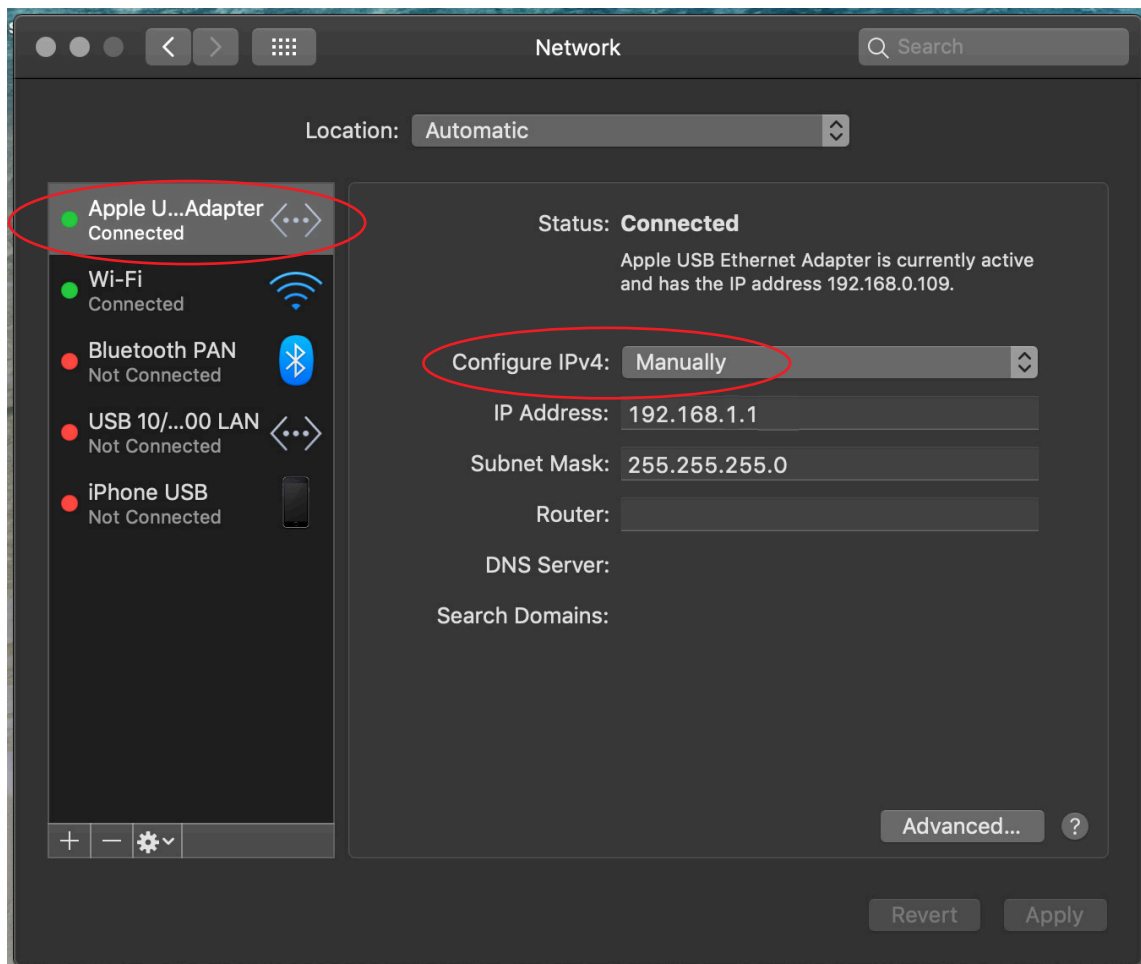 Network
Search
Location: Automatic
Apple U...Adapter
Connected
Wi-Fi
Connected
Bluetooth PAN
Not Connected
USB 10/...00 LAN
Not Connected
iPhone USB
Not Connected
Status: Connected
Apple USB Ethernet Adapter is currently active
and has the IP address 192.168.0.109.
Configure IPv4: Manually
IP Address: 192.168.1.1
Subnet Mask: 255.255.255.0
Router:
DNS Server:
Search Domains:
Advanced... ?
Revert Apply